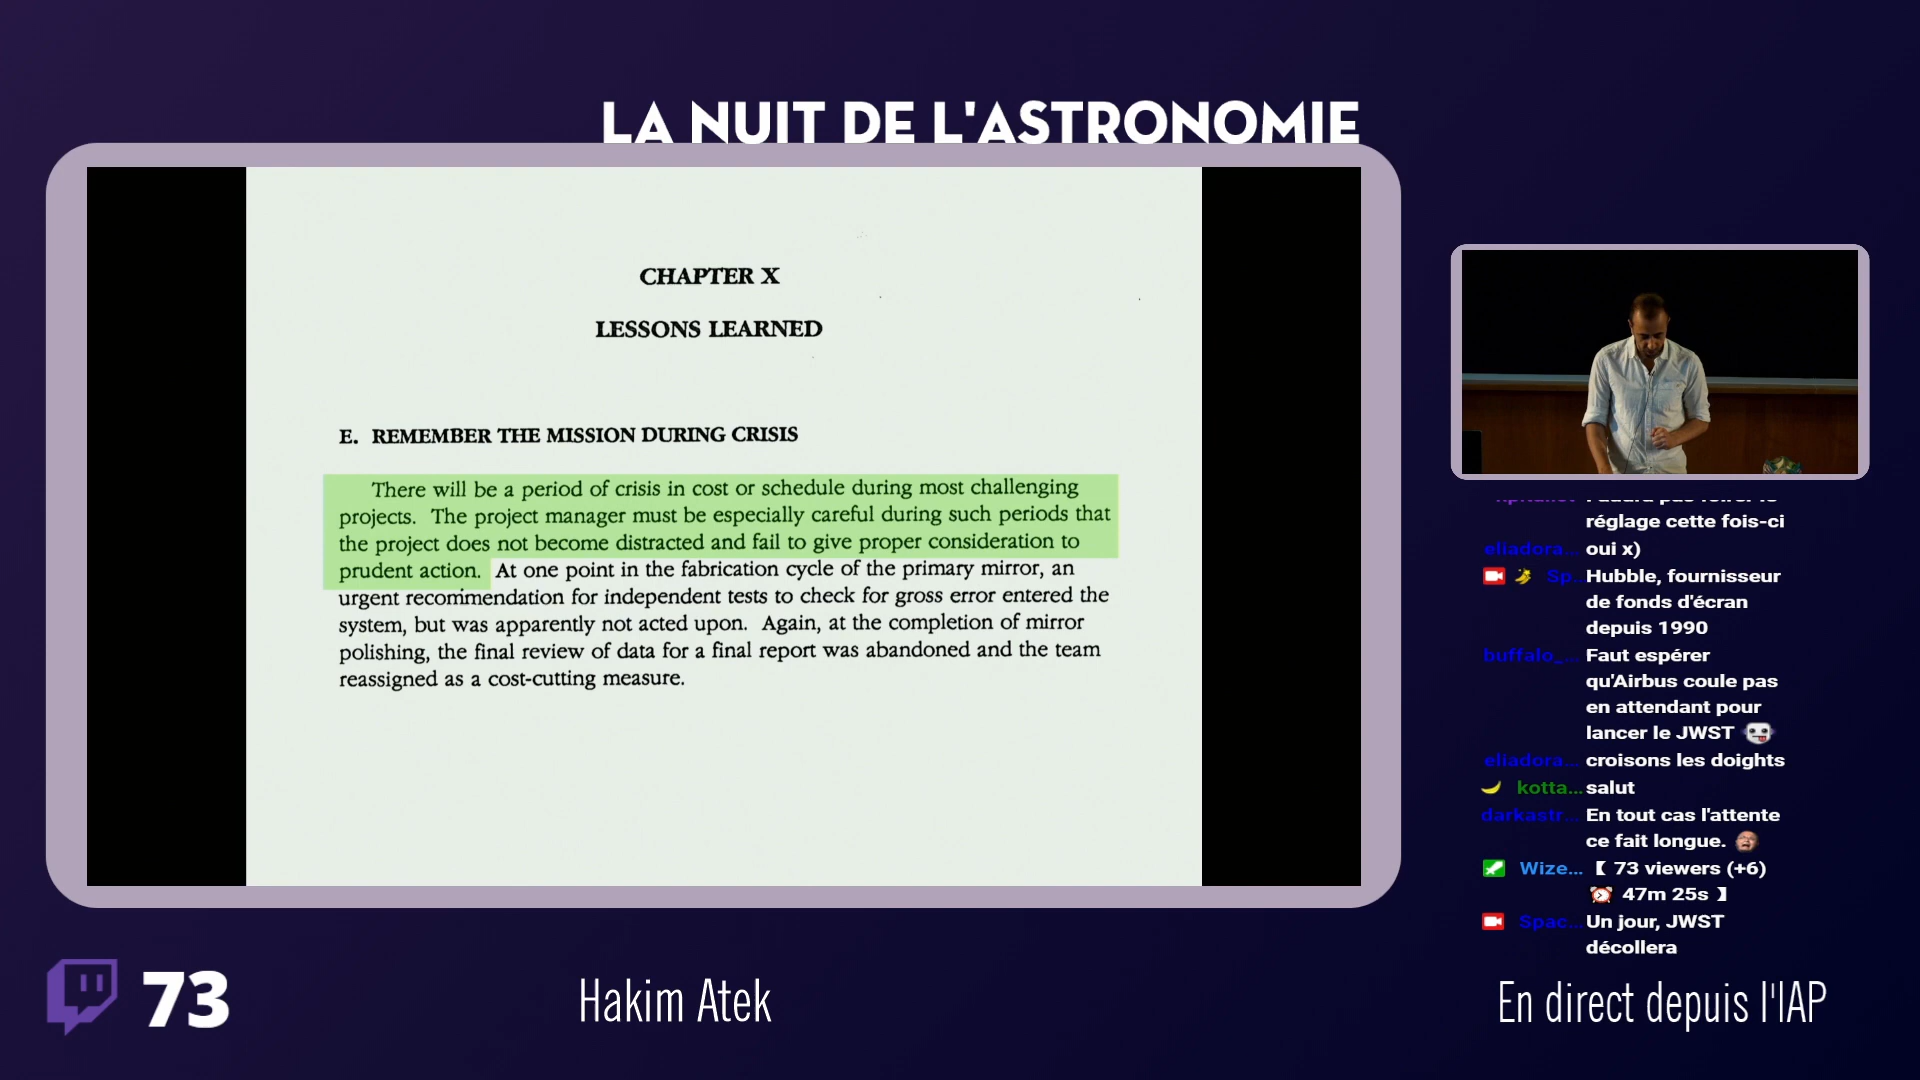 LA NUIT DE L'ASTRONOMIE
CHAPTER X
LESSONS LEARNED
E. REMEMBER THE MISSION DURING CRISIS
There will be a period of crisis in cost or schedule during most challenging
projects. The project manager must be especially careful during such periods that
the project does not become distracted and fail to give proper consideration to
prudent action. At one point in the fabrication cycle of the primary mirror, an
urgent recommendation for independent tests to check for gross error entered the
system, but was apparently not acted upon. Again, at the completion of mirror
polishing, the final review of data for a final report was abandoned and the team
reassigned as a cost-cutting measure.
réglage cette fois-ci
eliadora... oui x)
Sp... Hubble, fournisseur
de fonds d'écran
depuis 1990
buffalo_... Faut espérer
qu'Airbus coule pas
en attendant pour
lancer le JWST
eliadora... croisons les doights
kotta... salut
darkastr... En tout cas l'attente
ce fait longue.
Wize... 【 73 viewers (+6)
47m 25s 】
Spac... Un jour, JWST
décollera
73
Hakim Atek
En direct depuis l'IAP